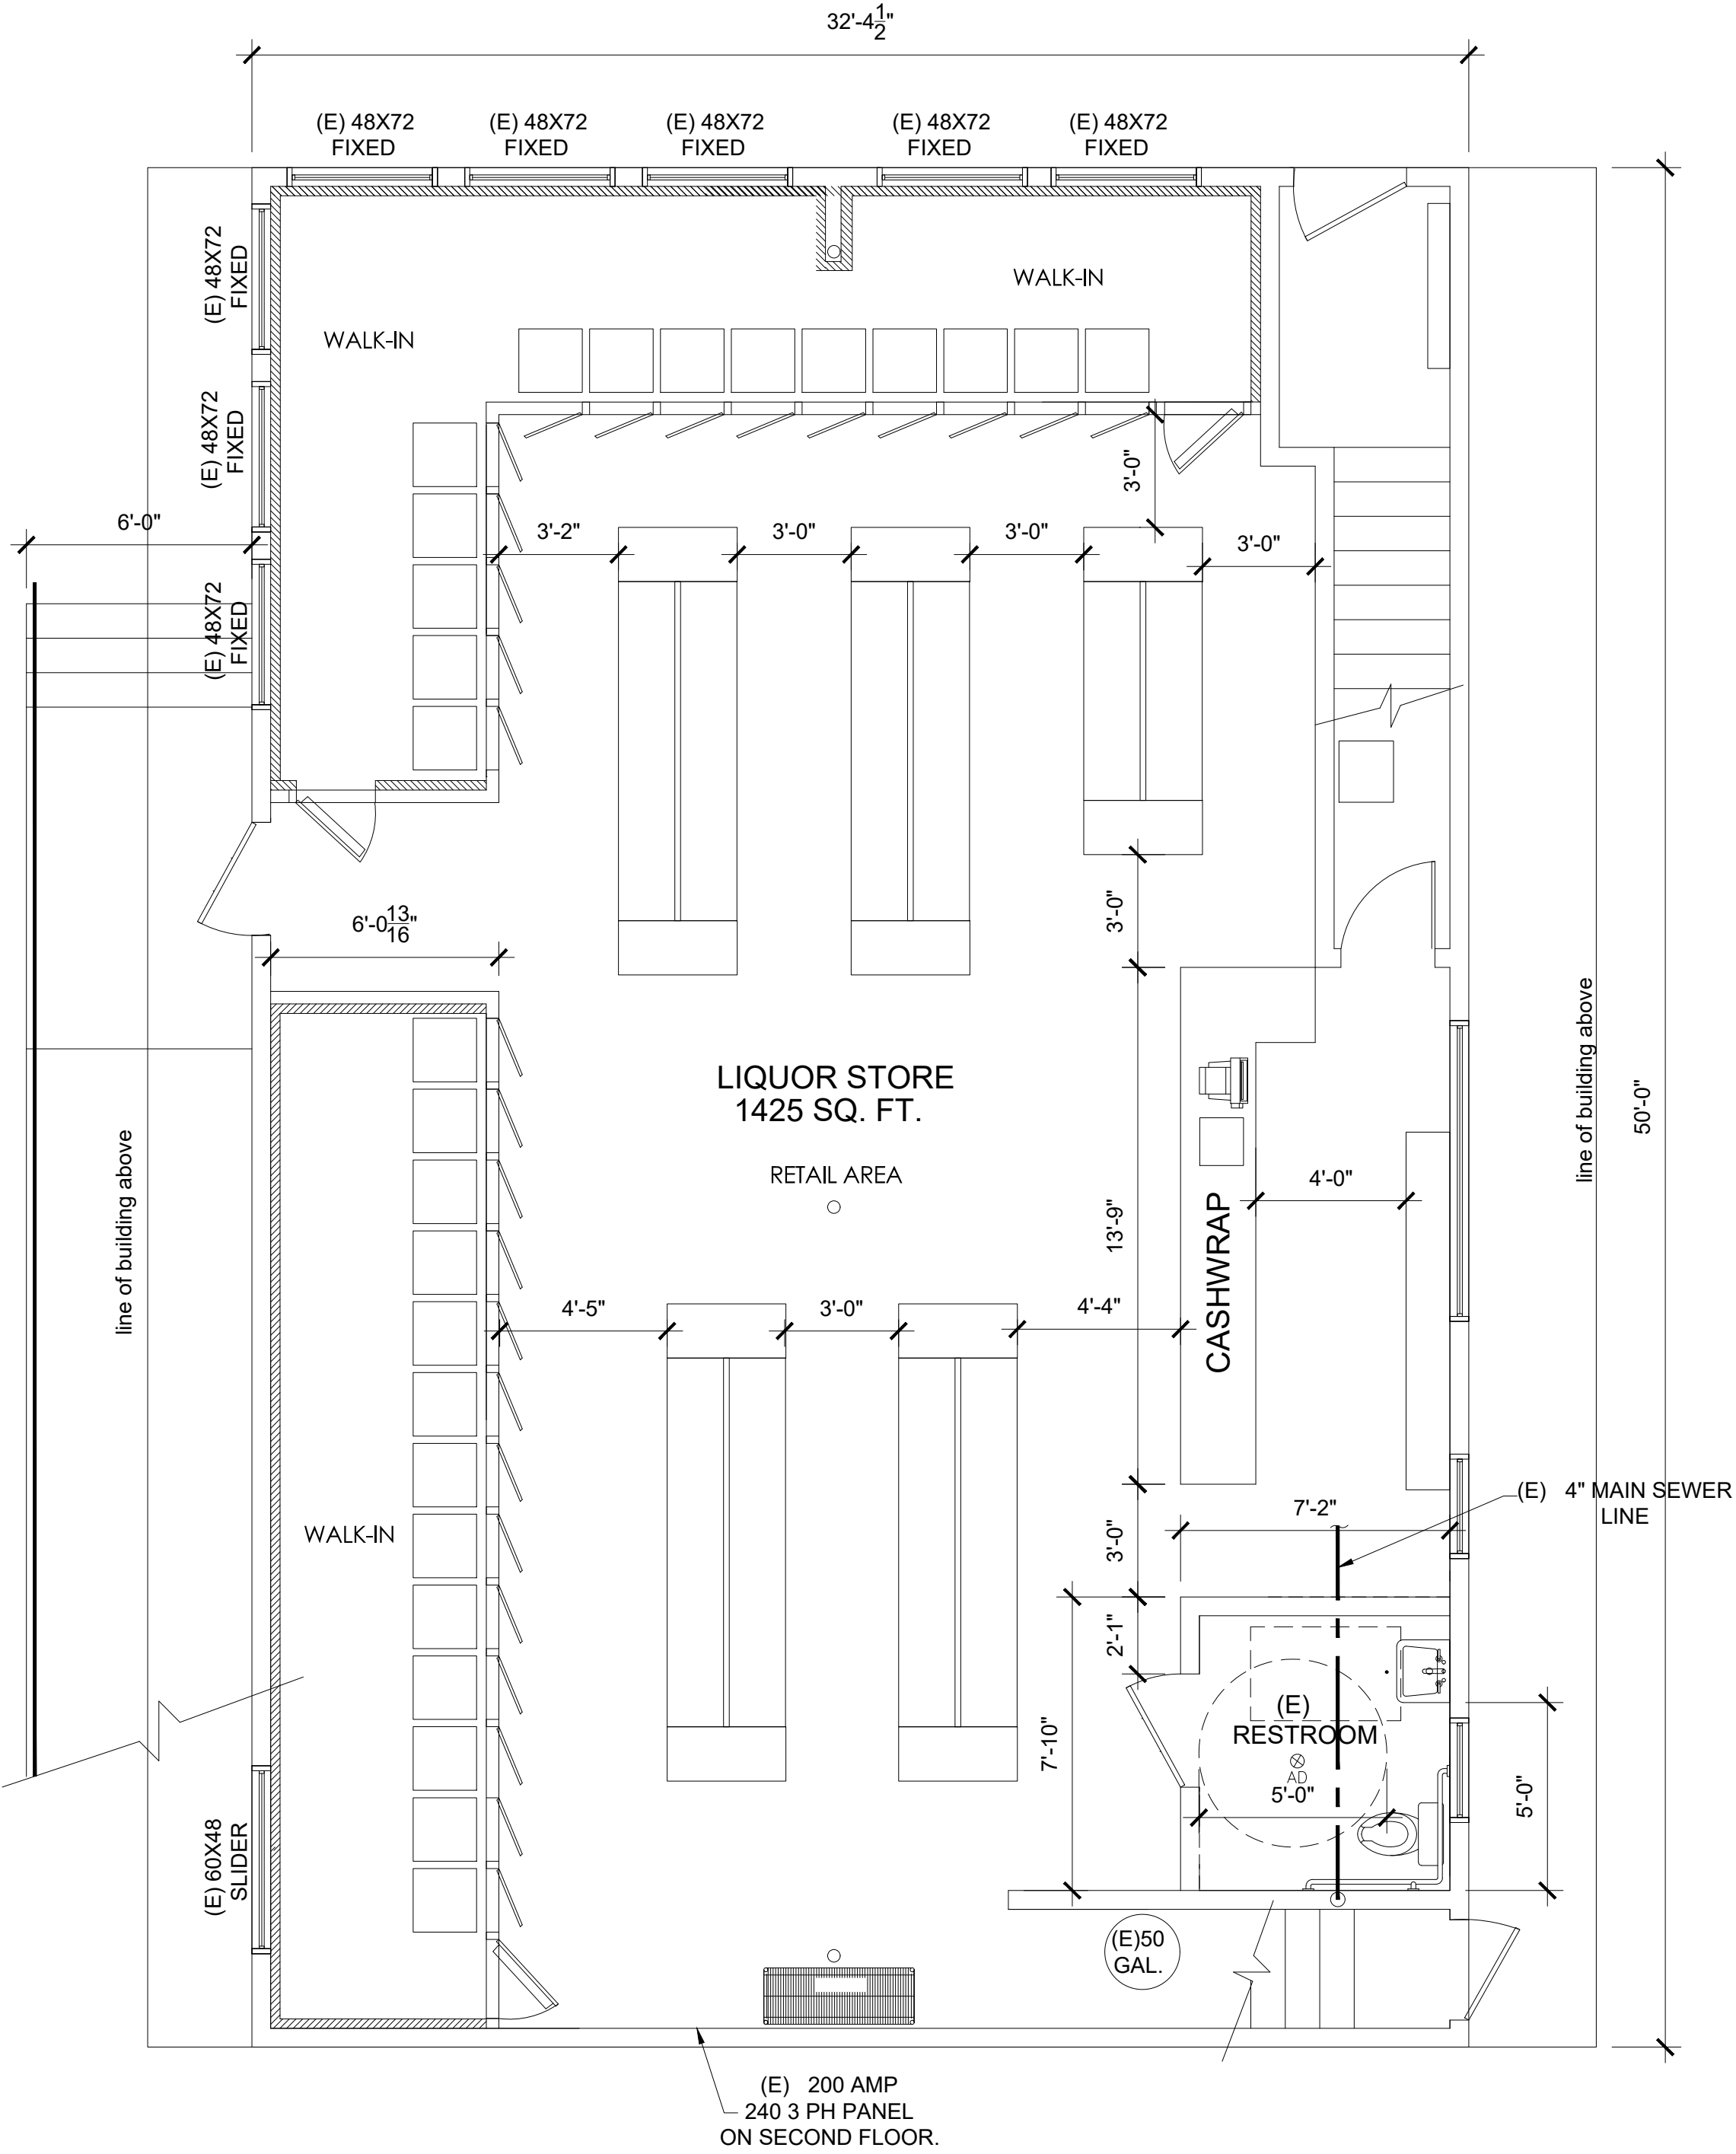 32'-4 1/2"
(E) 48X72
FIXED
(E) 48X72
FIXED
(E) 48X72
FIXED
(E) 48X72
FIXED
(E) 48X72
FIXED
(E) 48X72
FIXED
WALK-IN
WALK-IN
(E) 48X72
FIXED
3'-0"
6'-0"
3'-2"
3'-0"
3'-0"
3'-0"
(E) 48X72
FIXED
3'-0"
6'-0 13/16"
LIQUOR STORE
1425 SQ. FT.
RETAIL AREA
line of building above
50'-0"
line of building above
13'-9"
4'-0"
CASHWRAP
4'-5"
3'-0"
4'-4"
WALK-IN
(E) 4" MAIN SEWER
LINE
7'-2"
3'-0"
2'-1"
7'-10"
(E)
RESTROOM
AD
5'-0"
5'-0"
(E) 60X48
SLIDER
(E)50
GAL.
(E) 200 AMP
240 3 PH PANEL
ON SECOND FLOOR.